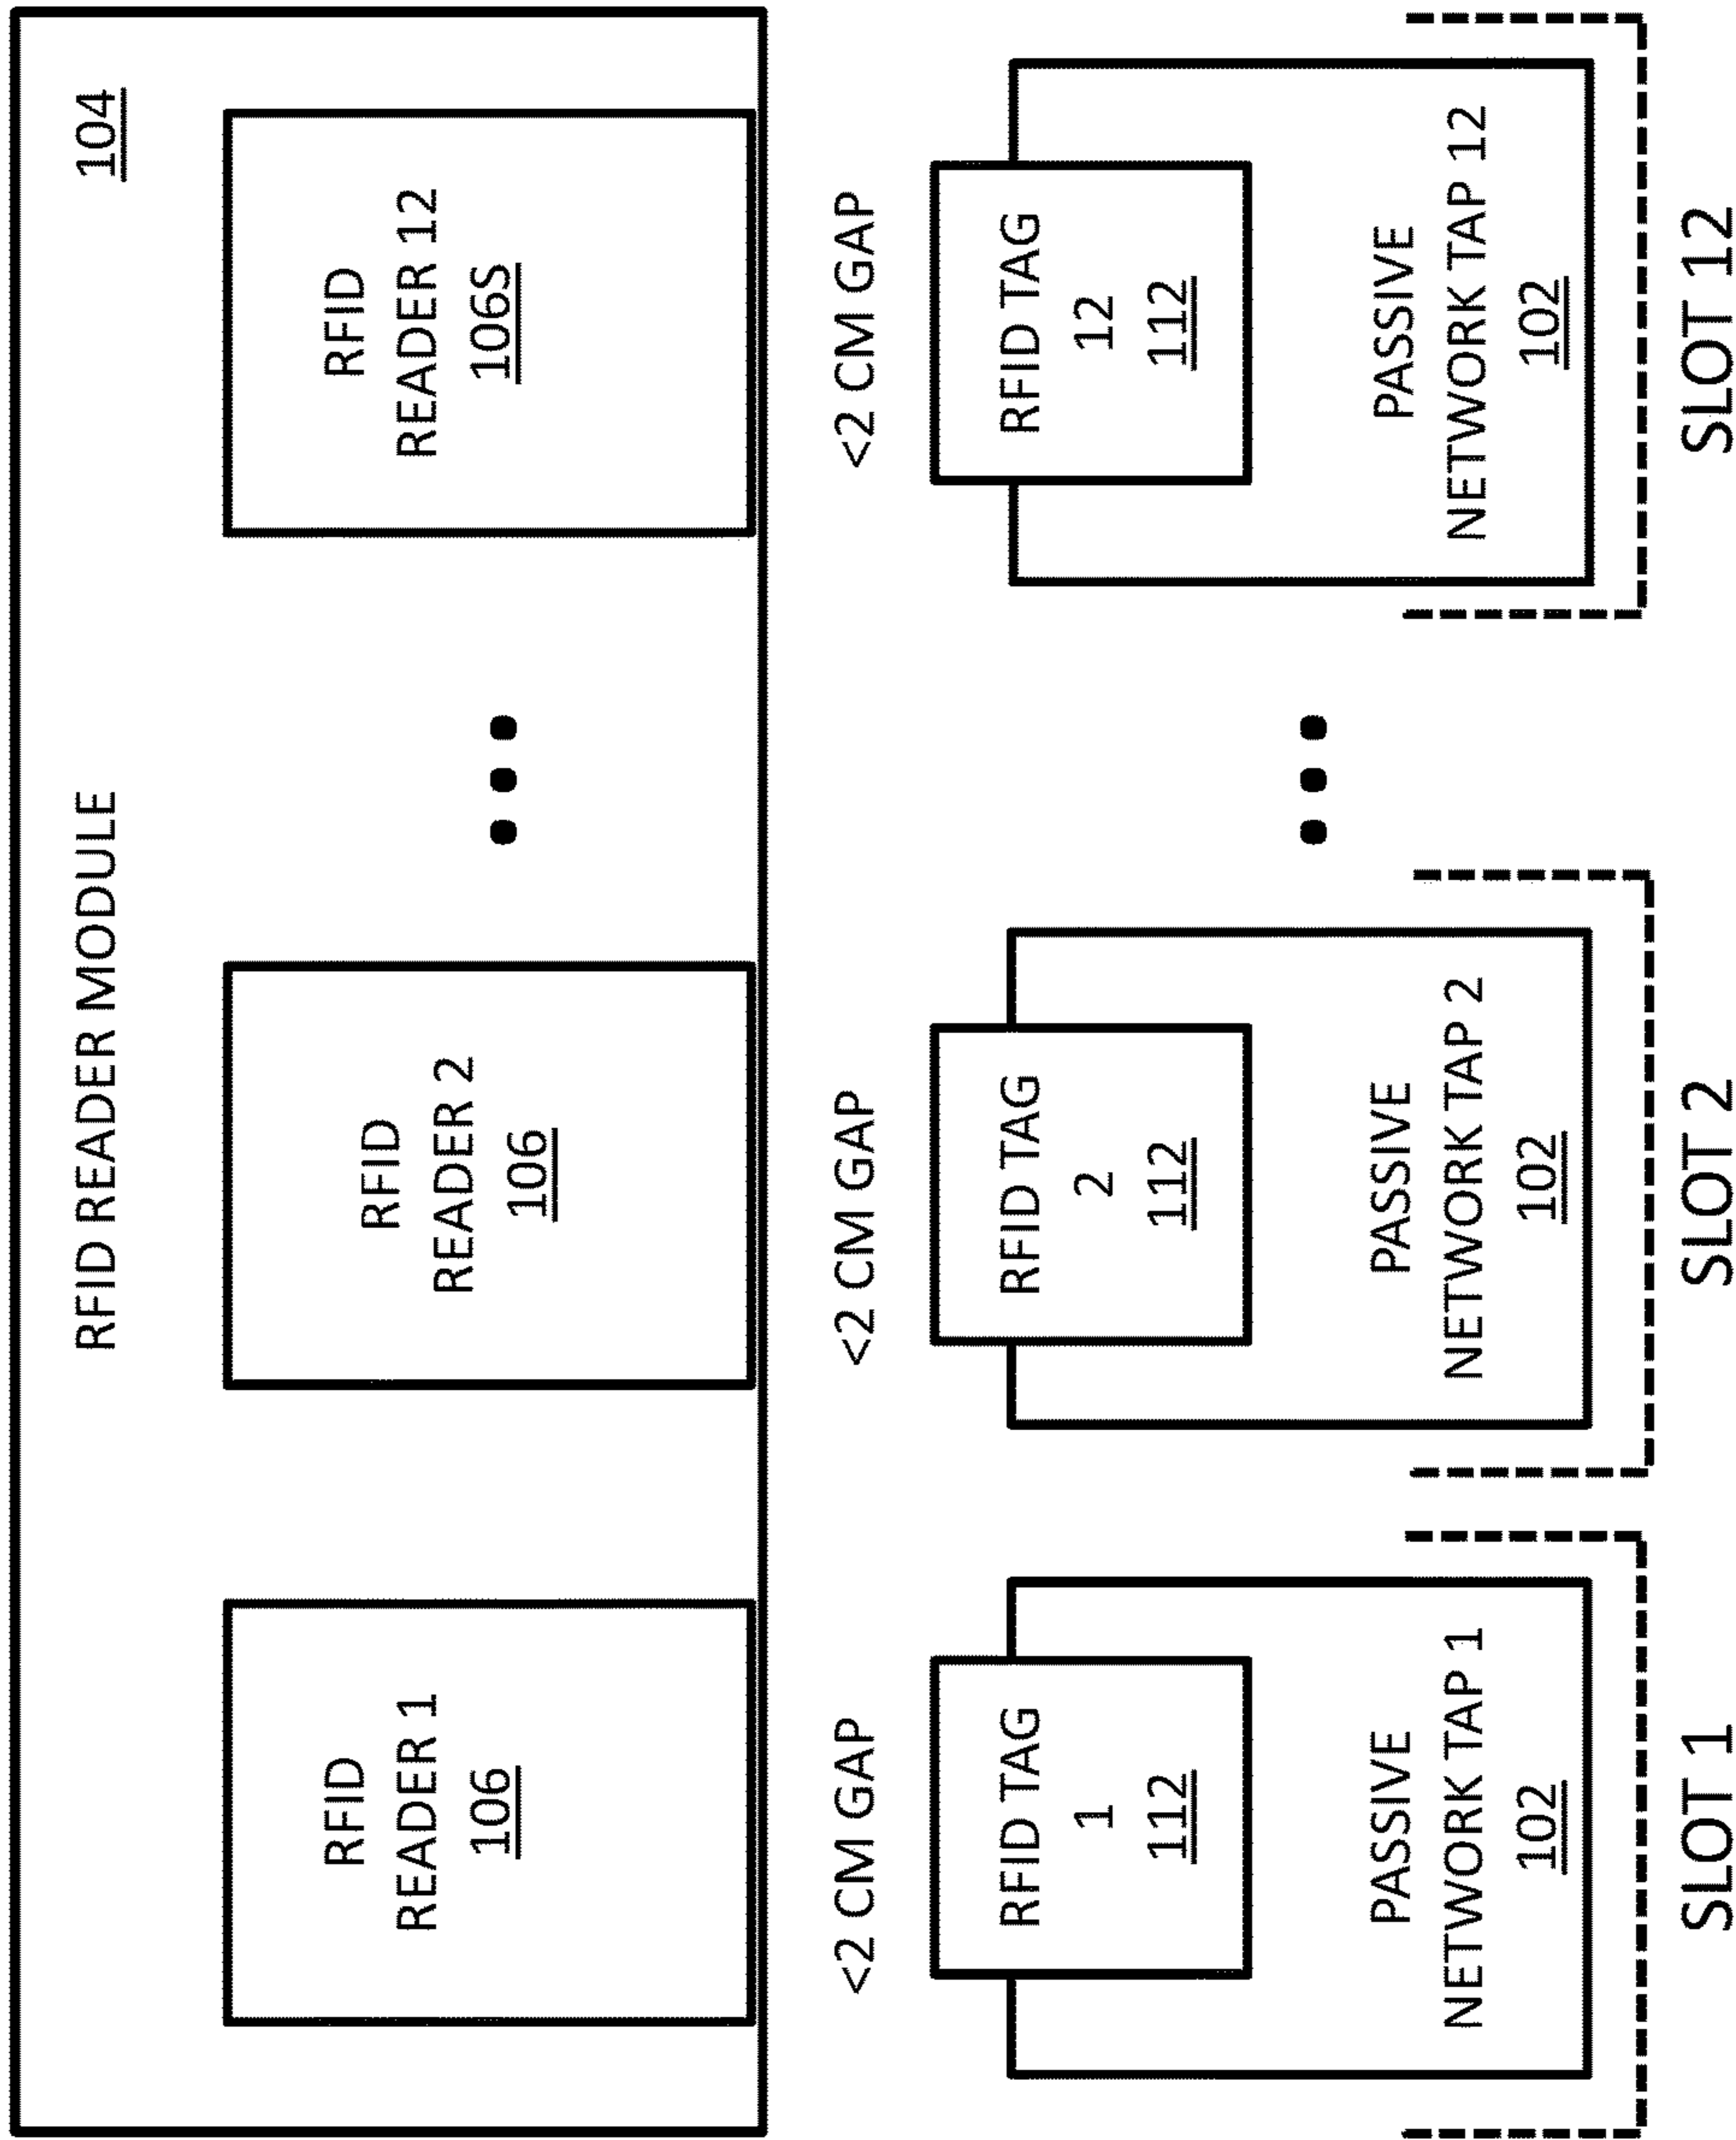 RFID READER MODULE
104
RFID
READER 1
106
RFID
READER 2
106
RFID
READER 12
106S
<2 CM GAP
<2 CM GAP
<2 CM GAP
RFID TAG
1
112
RFID TAG
2
112
RFID TAG
12
112
PASSIVE
NETWORK TAP 1
102
PASSIVE
NETWORK TAP 2
102
PASSIVE
NETWORK TAP 12
102
SLOT 1
SLOT 2
SLOT 12